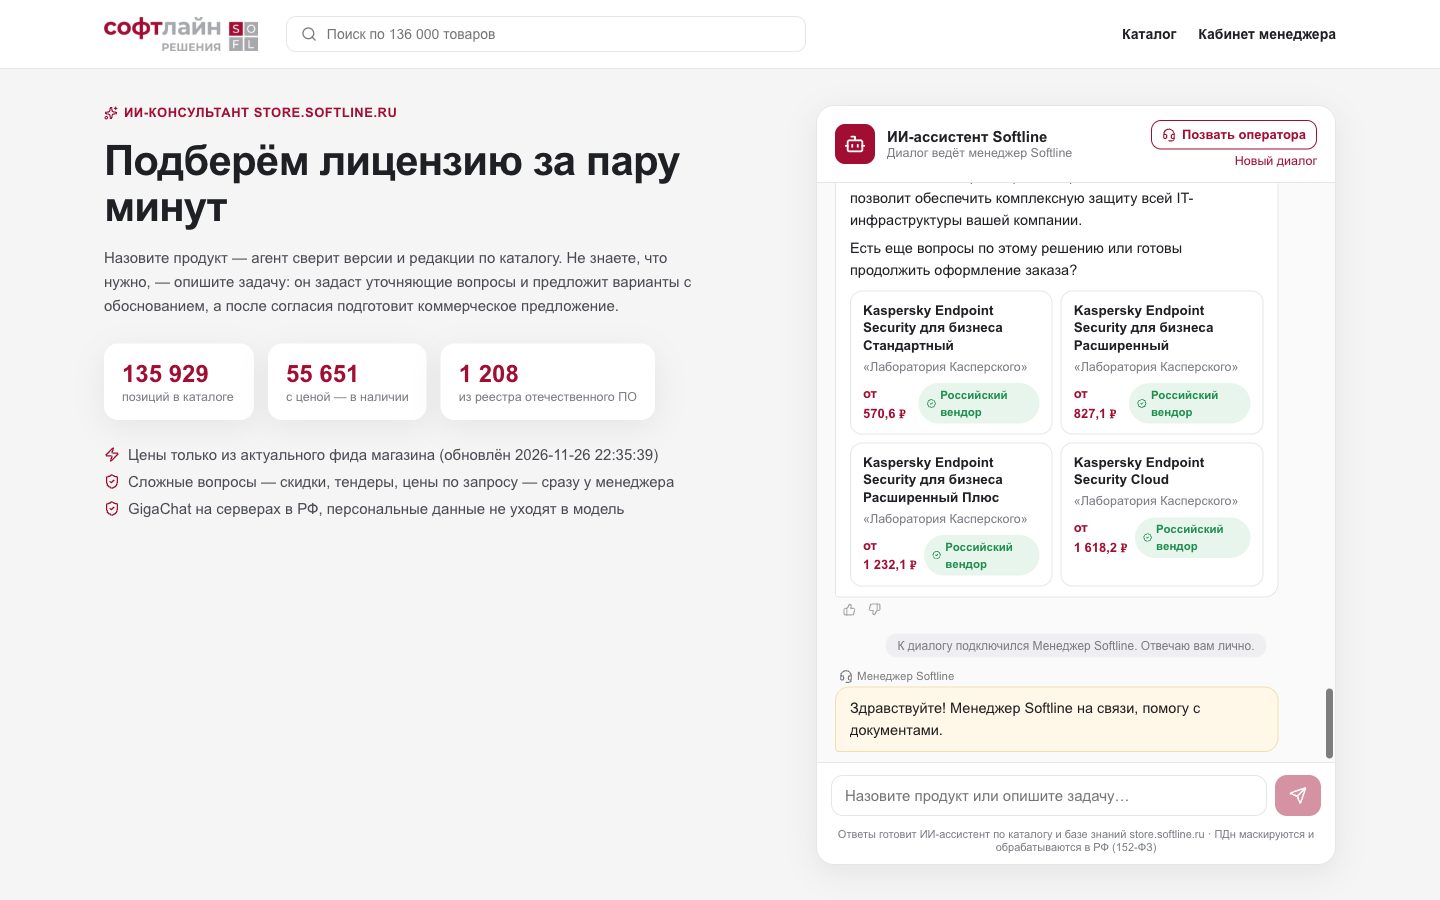 софтлайн
РЕШЕНИЯ
S O
F L
Поиск по 136 000 товаров
Каталог
Кабинет менеджера
ИИ-КОНСУЛЬТАНТ STORE.SOFTLINE.RU
Подберём лицензию за пару
минут
Назовите продукт — агент сверит версии и редакции по каталогу. Не знаете, что
нужно, — опишите задачу: он задаст уточняющие вопросы и предложит варианты с
обоснованием, а после согласия подготовит коммерческое предложение.
135 929
позиций в каталоге
55 651
с ценой — в наличии
1 208
из реестра отечественного ПО
Цены только из актуального фида магазина (обновлён 2026-11-26 22:35:39)
Сложные вопросы — скидки, тендеры, цены по запросу — сразу у менеджера
GigaChat на серверах в РФ, персональные данные не уходят в модель
ИИ-ассистент Softline
Диалог ведёт менеджер Softline
Позвать оператора
Новый диалог
позволит обеспечить комплексную защиту всей IT-
инфраструктуры вашей компании.
Есть еще вопросы по этому решению или готовы
продолжить оформление заказа?
Kaspersky Endpoint
Security для бизнеса
Стандартный
«Лаборатория Касперского»
от
570,6 ₽
Российский
вендор
Kaspersky Endpoint
Security для бизнеса
Расширенный
«Лаборатория Касперского»
от
827,1 ₽
Российский
вендор
Kaspersky Endpoint
Security для бизнеса
Расширенный Плюс
«Лаборатория Касперского»
от
1 232,1 ₽
Российский
вендор
Kaspersky Endpoint
Security Cloud
«Лаборатория Касперского»
от
1 618,2 ₽
Российский
вендор
К диалогу подключился Менеджер Softline. Отвечаю вам лично.
Менеджер Softline
Здравствуйте! Менеджер Softline на связи, помогу с
документами.
Назовите продукт или опишите задачу…
Ответы готовит ИИ-ассистент по каталогу и базе знаний store.softline.ru · ПДн маскируются и
обрабатываются в РФ (152-ФЗ)